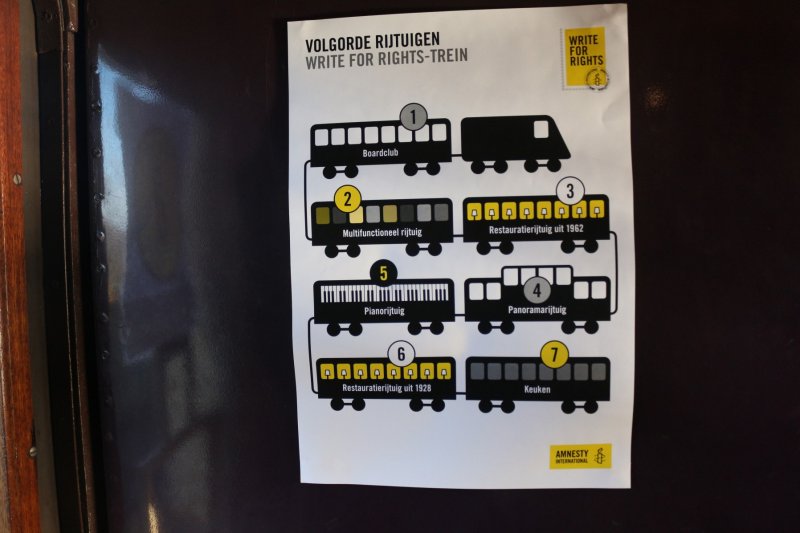 VOLGORDE RIJTUIGEN
WRITE FOR RIGHTS-TREIN
WRITE
FOR
RIGHTS
1
Boardclub
2
Multifunctioneel rijtuig
3
Restauratierijtuig uit 1962
5
Pianorijtuig
4
Panoramarijtuig
6
Restauratierijtuig uit 1928
7
Keuken
AMNESTY
INTERNATIONAL